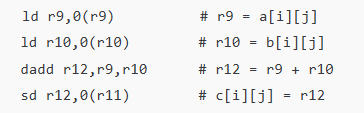 ld r9,0(r9) # r9 = a[i][j]
ld r10,0(r10) # r10 = b[i][j]
dadd r12,r9,r10 # r12 = r9 + r10
sd r12,0(r11) # c[i][j] = r12